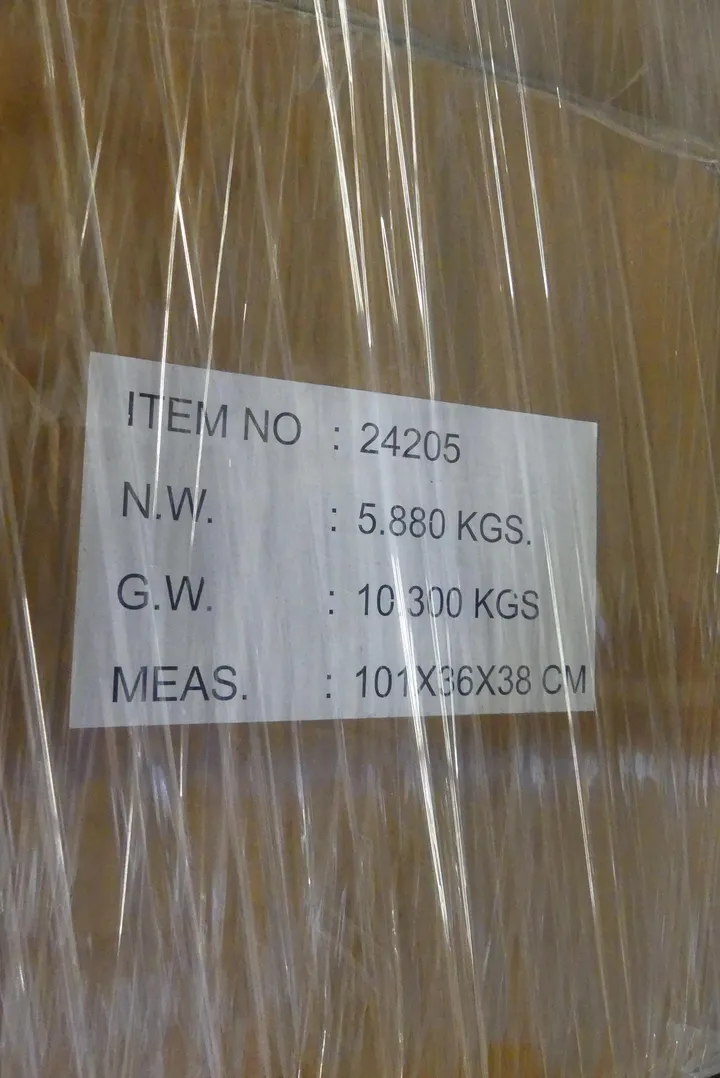 ITEM NO : 24205
N.W. : 5.880 KGS.
G.W. : 10.300 KGS
MEAS. : 101X36X38 CM